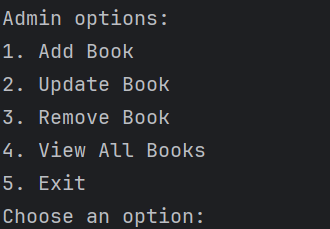 Admin options:
1. Add Book
2. Update Book
3. Remove Book
4. View All Books
5. Exit
Choose an option: